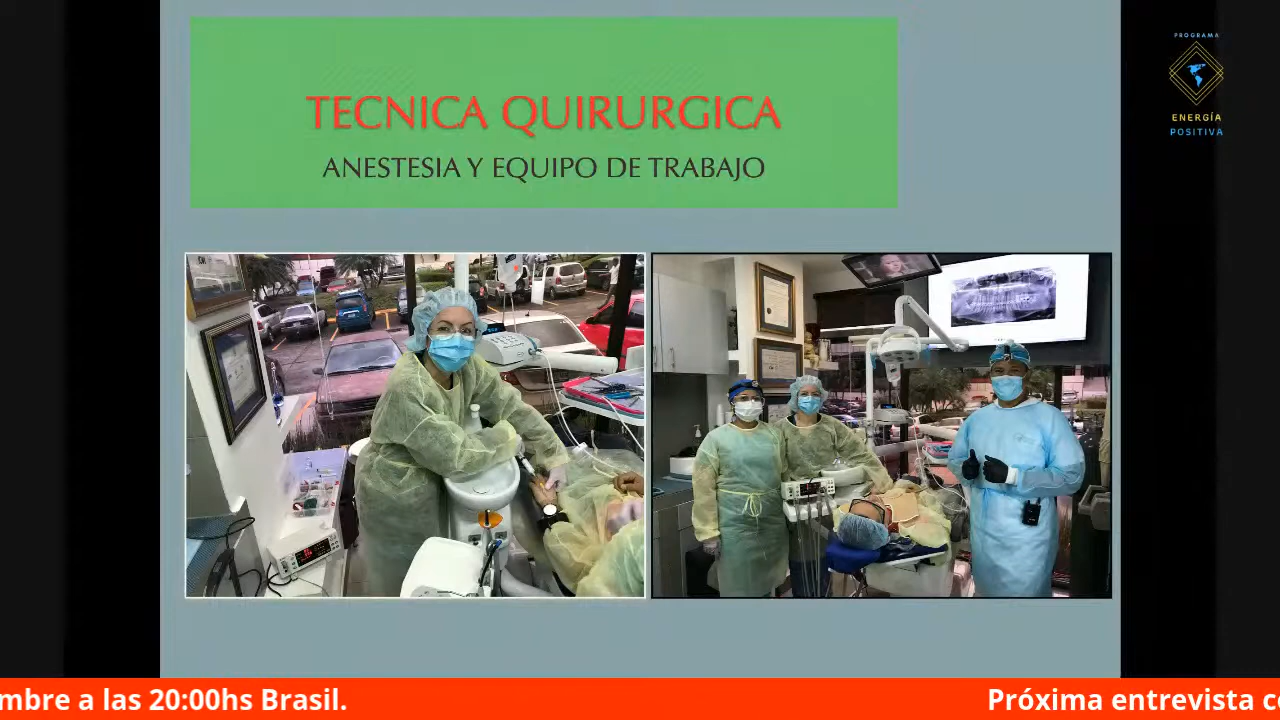 PROGRAMA
ENERGÍA
POSITIVA
TECNICA QUIRURGICA
ANESTESIA Y EQUIPO DE TRABAJO
mbre a las 20:00hs Brasil.
Próxima entrevista c